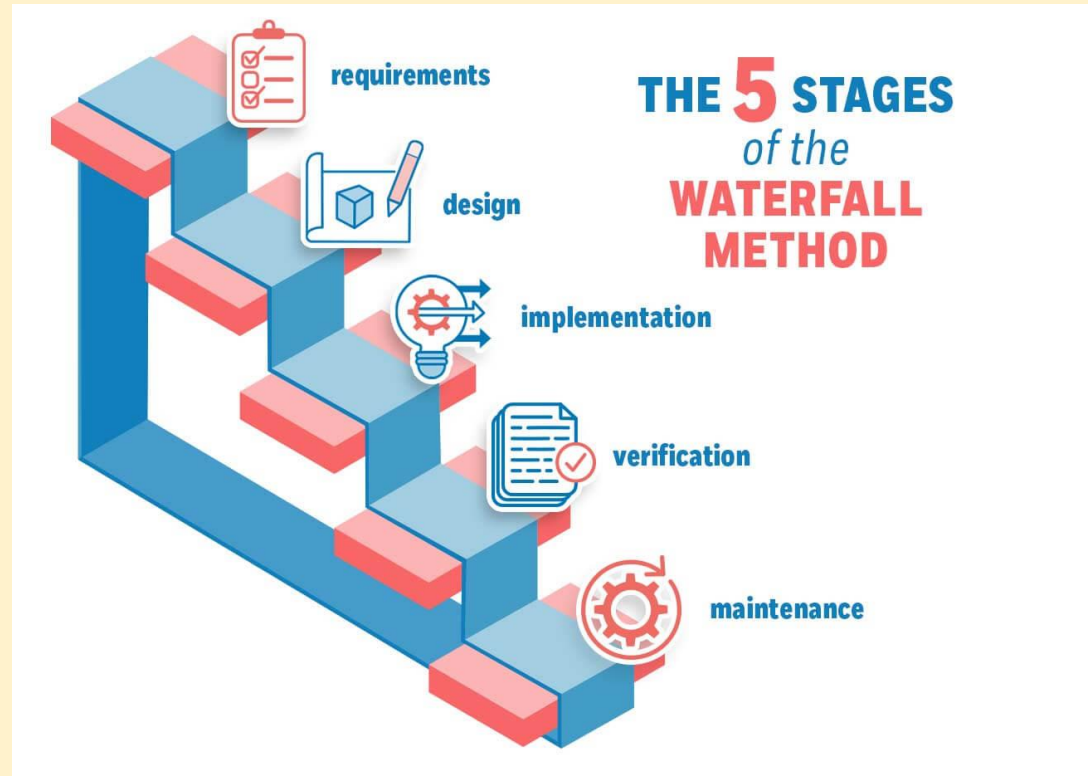 THE 5 STAGES
of the
WATERFALL
METHOD
requirements
design
implementation
verification
maintenance